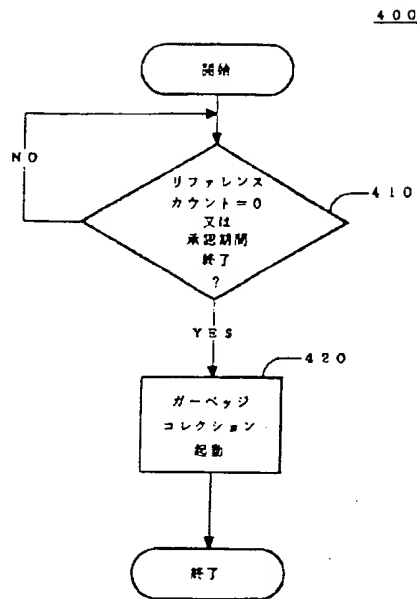 ４００
開始
NO
リファレンス
カウント＝０
又は
承認期間
終了
？
４１０
YES
４２０
ガーベッジ
コレクション
起動
終了